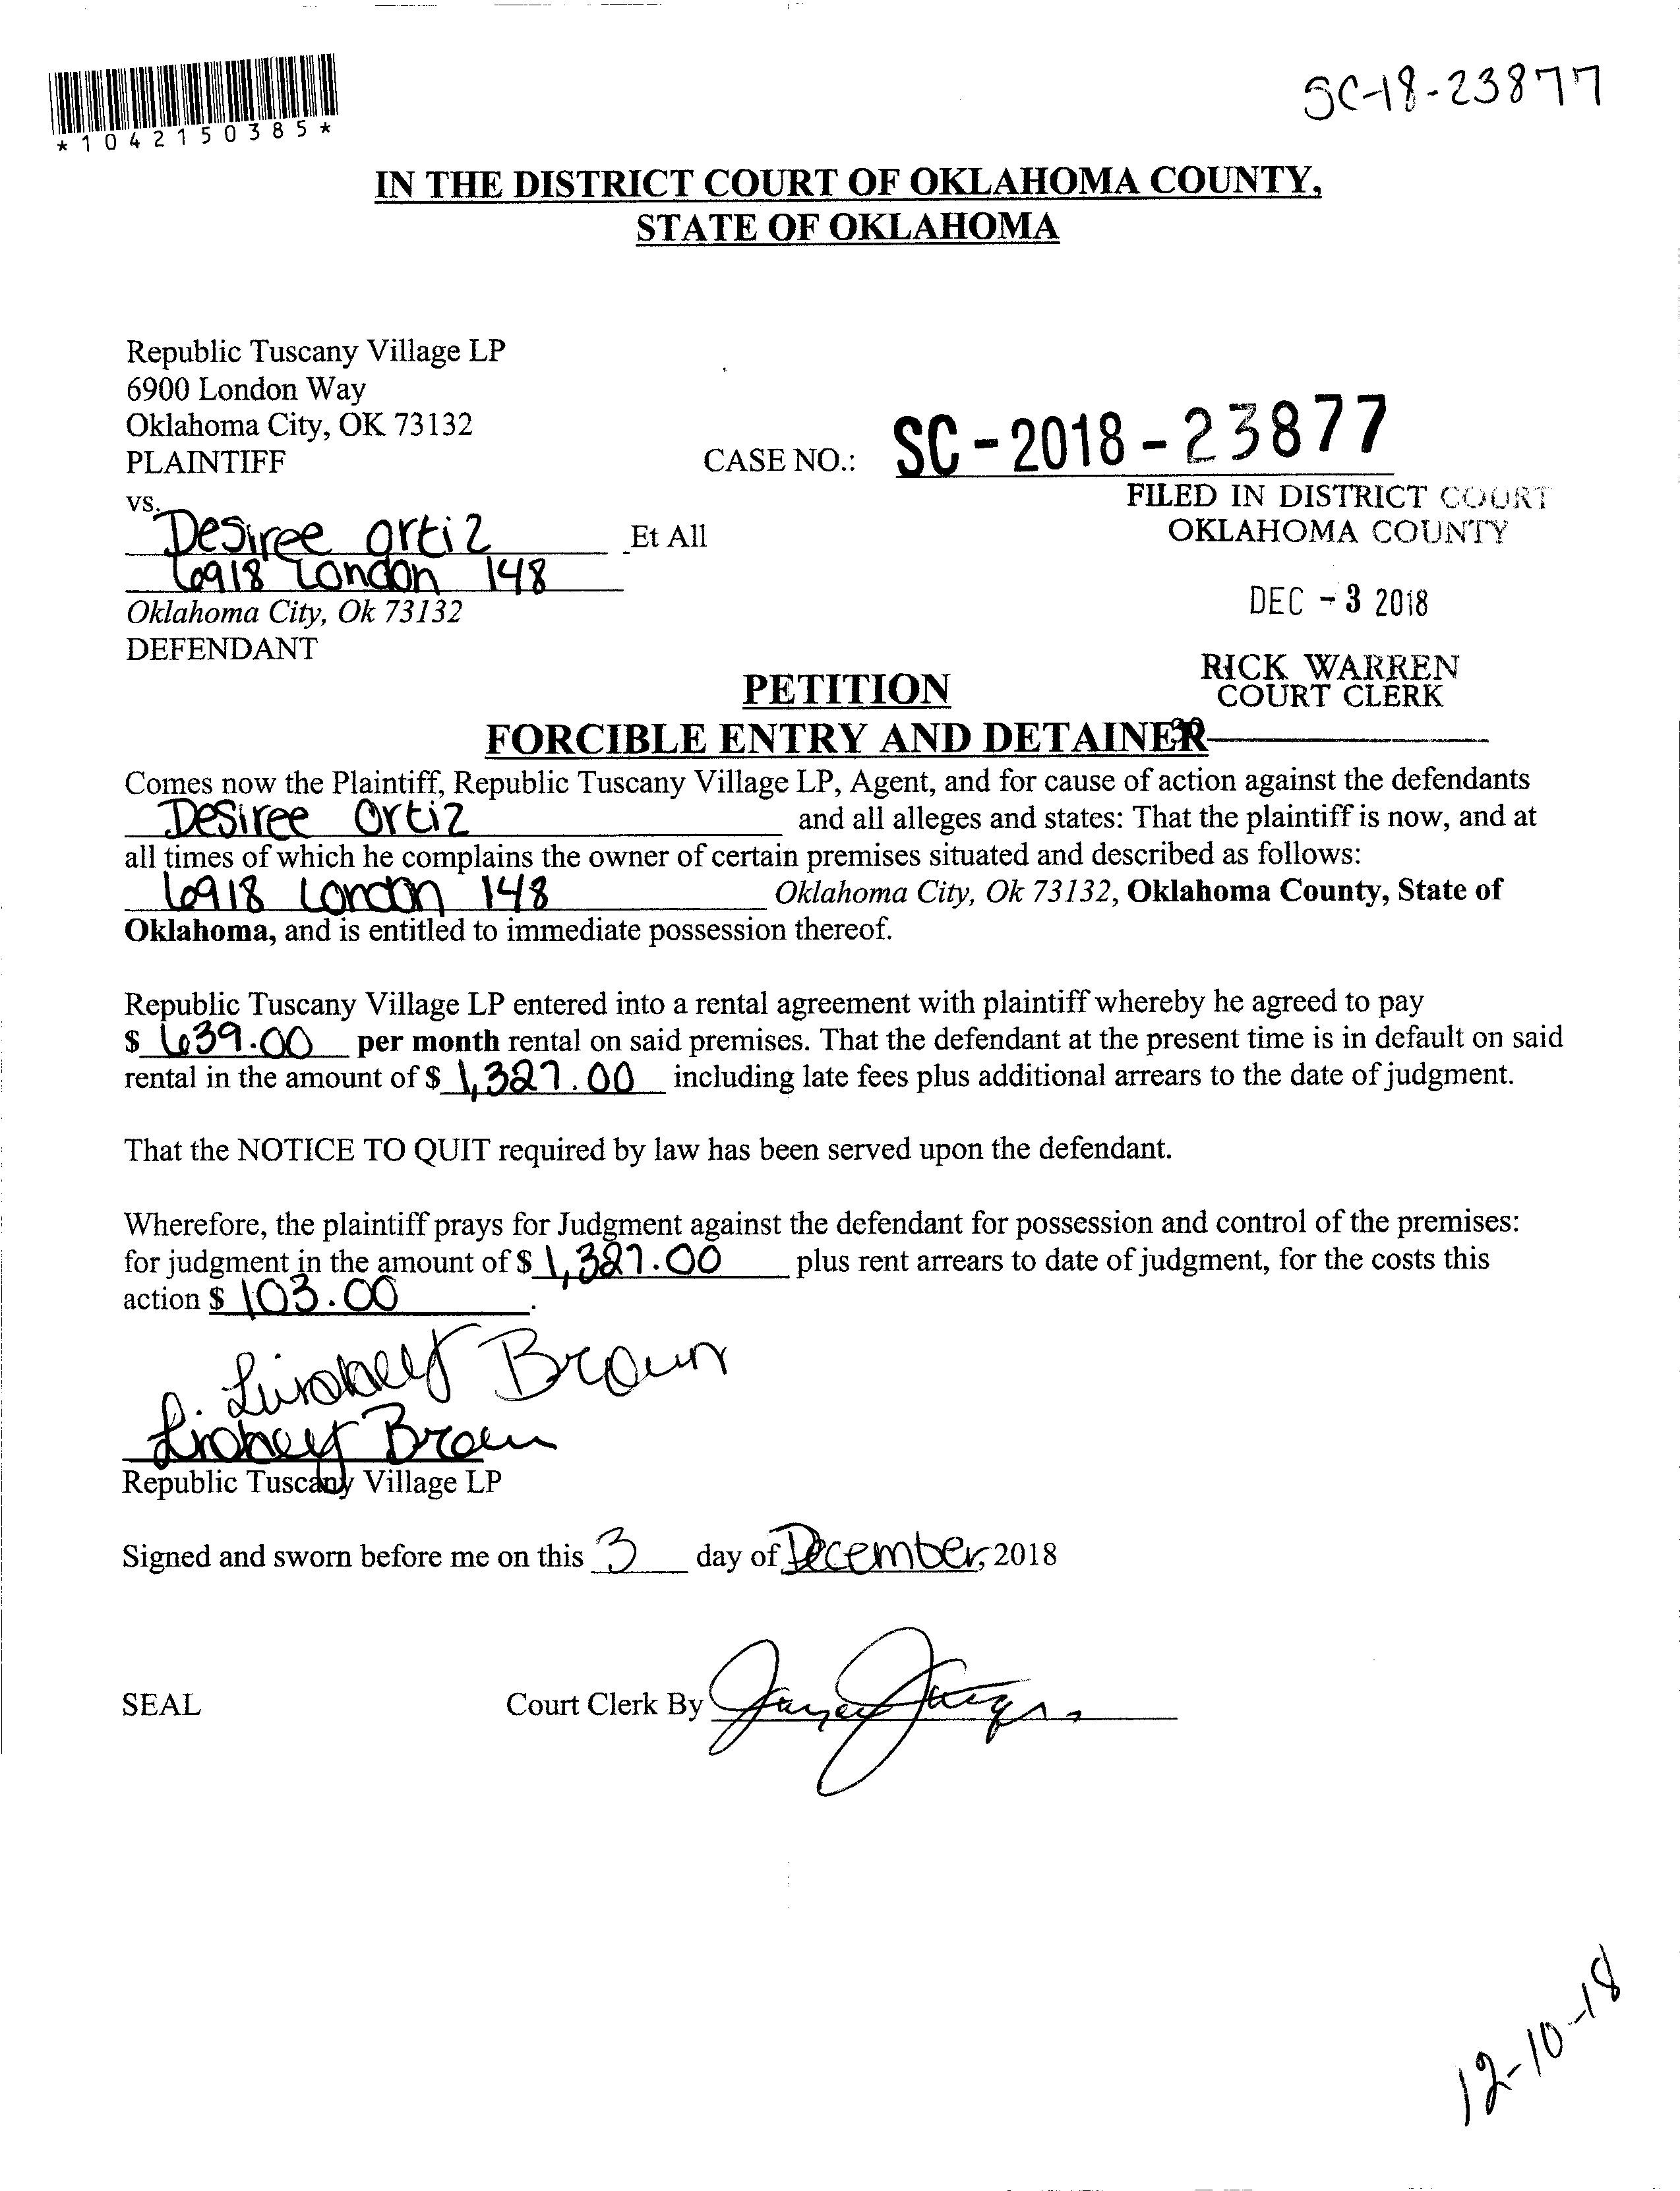 *1042150385*
SC-18-23877
IN THE DISTRICT COURT OF OKLAHOMA COUNTY,
STATE OF OKLAHOMA
Republic Tuscany Village LP
6900 London Way
Oklahoma City, OK 73132
PLAINTIFF
CASE NO.: SC-2018-23877
vs.
FILED IN DISTRICT COURT
OKLAHOMA COUNTY
Desiree Ortiz Et All
6918 London 148
Oklahoma City, Ok 73132
DEFENDANT
DEC - 3 2018
RICK WARREN
COURT CLERK
PETITION
FORCIBLE ENTRY AND DETAINER
Comes now the Plaintiff, Republic Tuscany Village LP, Agent, and for cause of action against the defendants
Desiree Ortiz and all alleges and states: That the plaintiff is now, and at
all times of which he complains the owner of certain premises situated and described as follows:
6918 London 148 Oklahoma City, Ok 73132, Oklahoma County, State of
Oklahoma, and is entitled to immediate possession thereof.
Republic Tuscany Village LP entered into a rental agreement with plaintiff whereby he agreed to pay
$ 639.00 per month rental on said premises. That the defendant at the present time is in default on said
rental in the amount of $ 1,327.00 including late fees plus additional arrears to the date of judgment.
That the NOTICE TO QUIT required by law has been served upon the defendant.
Wherefore, the plaintiff prays for Judgment against the defendant for possession and control of the premises:
for judgment in the amount of $ 1,327.00 plus rent arrears to date of judgment, for the costs this
action $ 103.00.
Lindsey Brown
Lindsey Brown
Republic Tuscany Village LP
Signed and sworn before me on this 3 day of December, 2018
SEAL Court Clerk By
12-10-18